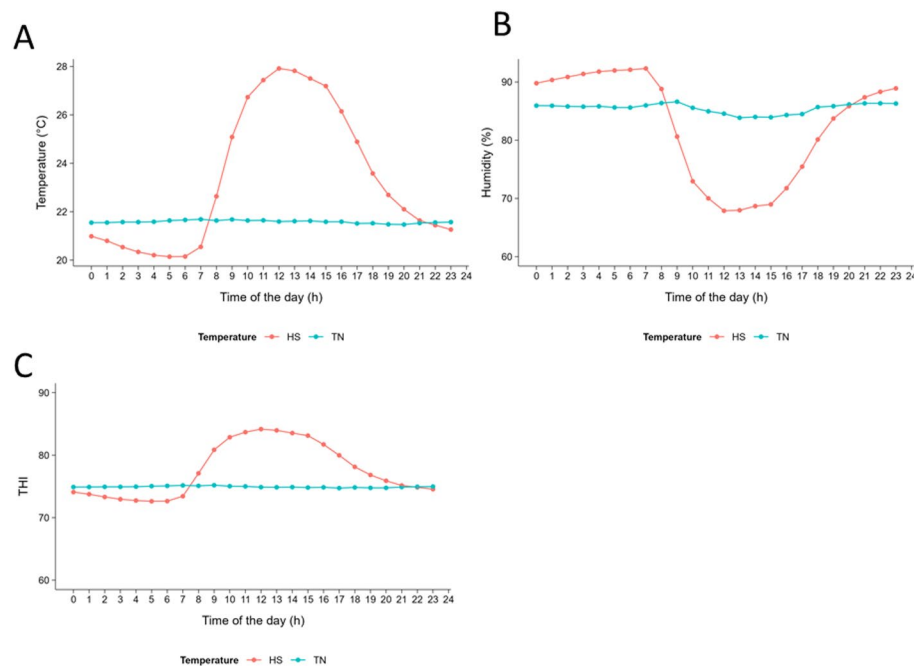 A
Temperature (°C)
28
26
24
22
20
0 1 2 3 4 5 6 7 8 9 10 11 12 13 14 15 16 17 18 19 20 21 22 23 24
Time of the day (h)
Temperature HS TN
B
Humidity (%)
90
80
70
60
0 1 2 3 4 5 6 7 8 9 10 11 12 13 14 15 16 17 18 19 20 21 22 23 24
Time of the day (h)
Temperature HS TN
C
THI
90
80
70
60
0 1 2 3 4 5 6 7 8 9 10 11 12 13 14 15 16 17 18 19 20 21 22 23 24
Time of the day (h)
Temperature HS TN